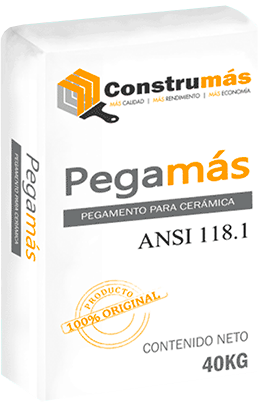 Construmás
MÁS CALIDAD | MÁS RENDIMIENTO | MÁS ECONOMÍA
Pegamás
PEGAMENTO PARA CERÁMICA
ANSI 118.1
PRODUCTO
100% ORIGINAL
CONTENIDO NETO
40KG
Pegamás
PEGAMENTO PARA CERÁMICA